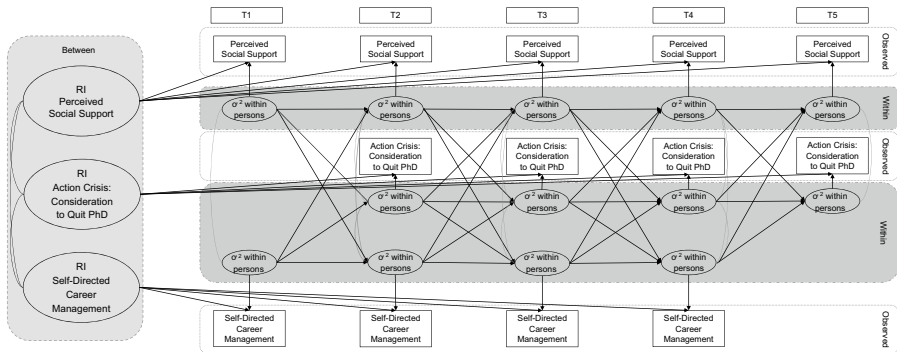 T1
T2
T3
T4
T5
Between
Perceived
Social Support
Perceived
Social Support
Perceived
Social Support
Perceived
Social Support
Perceived
Social Support
Observed
RI
Perceived
Social Support
σ² within
persons
σ² within
persons
σ² within
persons
σ² within
persons
σ² within
persons
Within
Action Crisis:
Consideration
to Quit PhD
Action Crisis:
Consideration
to Quit PhD
Action Crisis:
Consideration
to Quit PhD
Action Crisis:
Consideration
to Quit PhD
Observed
RI
Action Crisis:
Consideration
to Quit PhD
σ² within
persons
σ² within
persons
σ² within
persons
σ² within
persons
Within
RI
Self-Directed
Career
Management
σ² within
persons
σ² within
persons
σ² within
persons
σ² within
persons
Self-Directed
Career
Management
Self-Directed
Career
Management
Self-Directed
Career
Management
Self-Directed
Career
Management
Observed